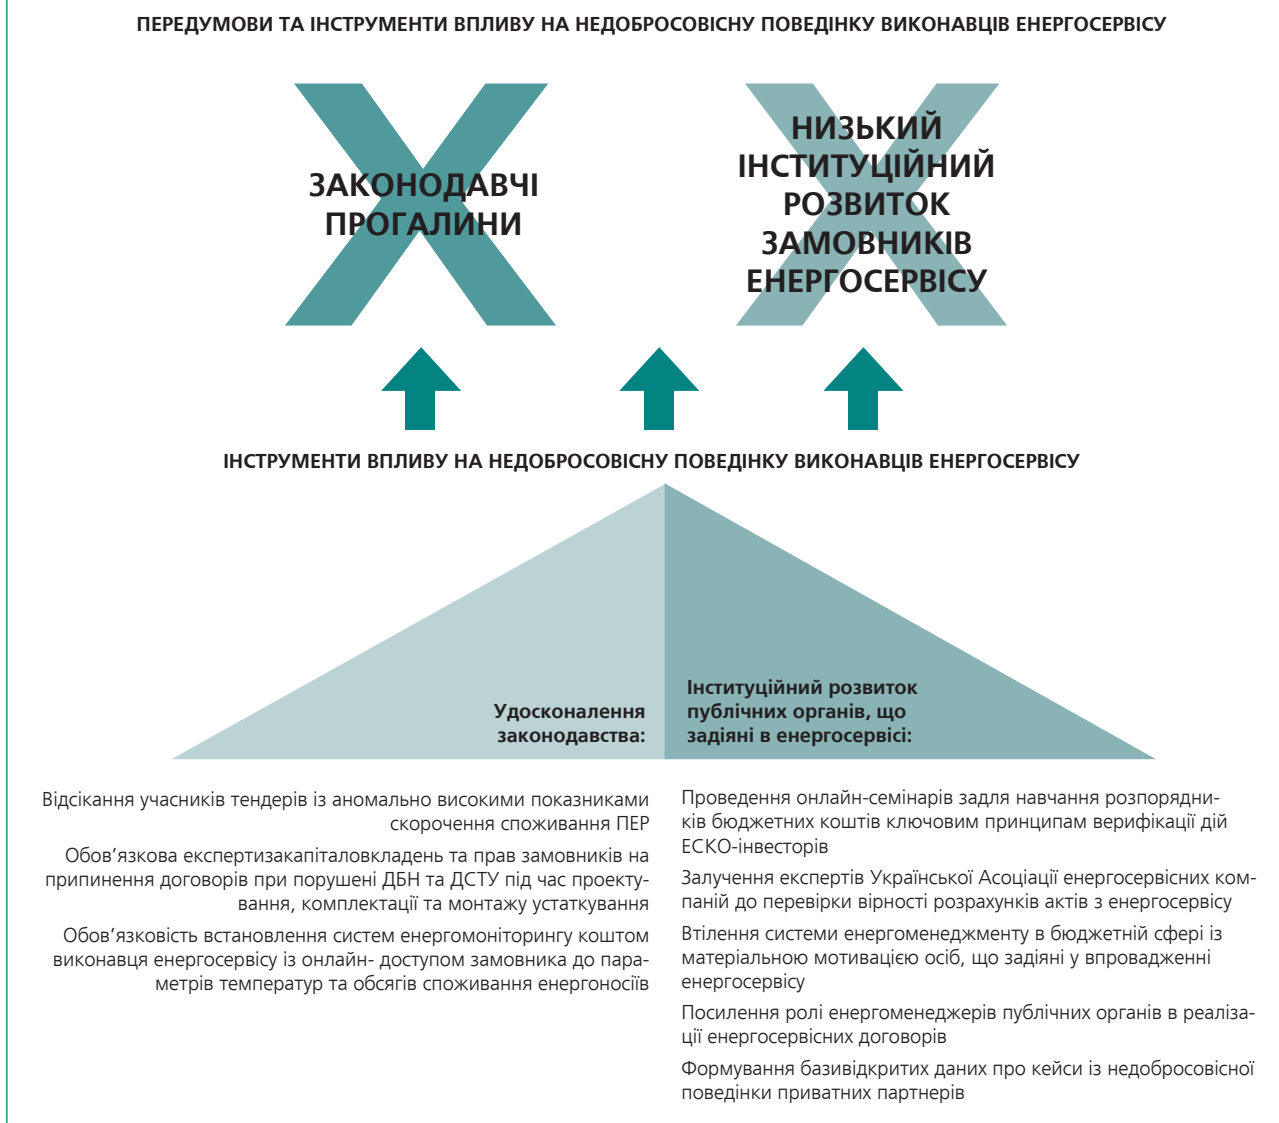 ПЕРЕДУМОВИ ТА ІНСТРУМЕНТИ ВПЛИВУ НА НЕДОБРОСОВІСНУ ПОВЕДІНКУ ВИКОНАВЦІВ ЕНЕРГОСЕРВІСУ
ЗАКОНОДАВЧІ
ПРОГАЛИНИ
НИЗЬКИЙ
ІНСТИТУЦІЙНИЙ
РОЗВИТОК
ЗАМОВНИКІВ
ЕНЕРГОСЕРВІСУ
ІНСТРУМЕНТИ ВПЛИВУ НА НЕДОБРОСОВІСНУ ПОВЕДІНКУ ВИКОНАВЦІВ ЕНЕРГОСЕРВІСУ
Удосконалення
законодавства:
Відсікання учасників тендерів із аномально високими показниками
скорочення споживання ПЕР
Обов’язкова експертизакапіталовкладень та прав замовників на
припинення договорів при порушені ДБН та ДСТУ під час проекту-
вання, комплектації та монтажу устаткування
Обов’язковість встановлення систем енергомоніторингу коштом
виконавця енергосервісу із онлайн- доступом замовника до пара-
метрів температур та обсягів споживання енергоносіїв
Інституційний розвиток
публічних органів, що
задіяні в енергосервісі:
Проведення онлайн-семінарів задля навчання розпорядни-
ків бюджетних коштів ключовим принципам верифікації дій
ЕСКО-інвесторів
Залучення експертів Української Асоціації енергосервісних ком-
паній до перевірки вірності розрахунків актів з енергосервісу
Втілення системи енергоменеджменту в бюджетній сфері із
матеріальною мотивацією осіб, що задіяні у впровадженні
енергосервісу
Посилення ролі енергоменеджерів публічних органів в реаліза-
ції енергосервісних договорів
Формування базивідкритих даних про кейси із недобросовісної
поведінки приватних партнерів